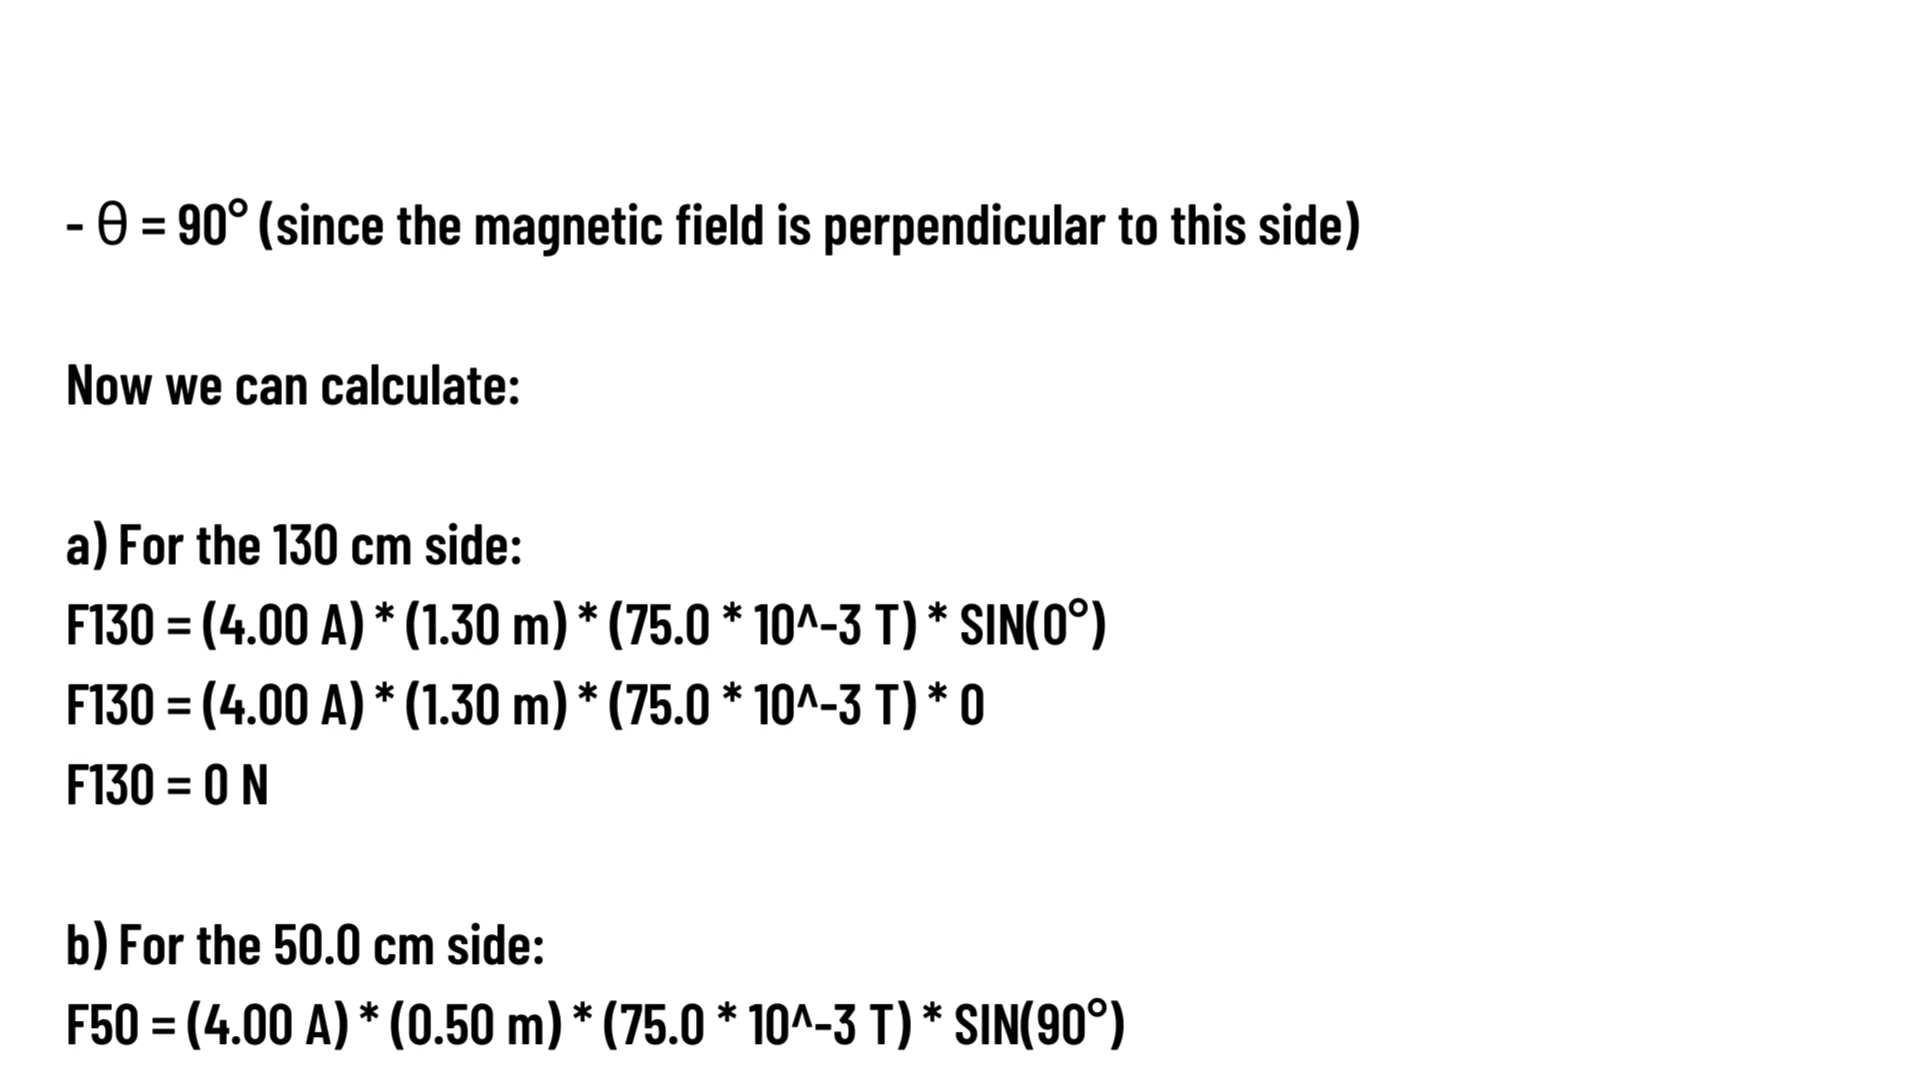 - θ = 90° (since the magnetic field is perpendicular to this side)
Now we can calculate:
a) For the 130 cm side:
F130 = (4.00 A) * (1.30 m) * (75.0 * 10^-3 T) * SIN(0°)
F130 = (4.00 A) * (1.30 m) * (75.0 * 10^-3 T) * 0
F130 = 0 N
b) For the 50.0 cm side:
F50 = (4.00 A) * (0.50 m) * (75.0 * 10^-3 T) * SIN(90°)